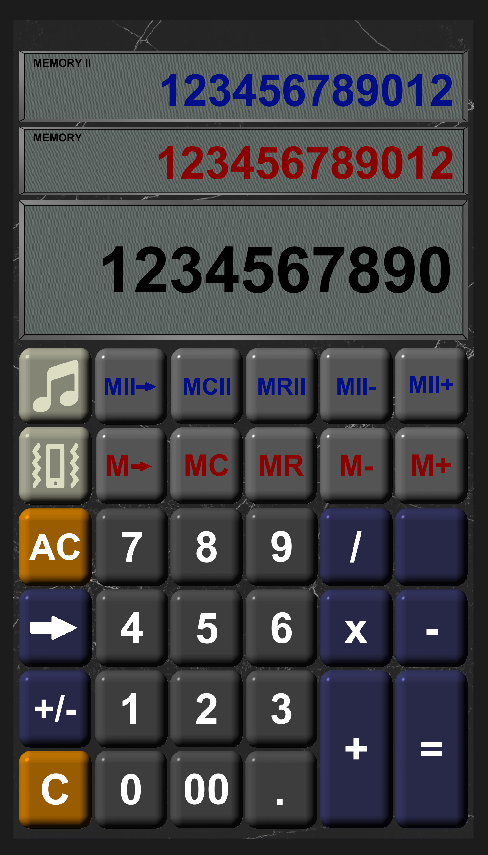 MEMORY II
123456789012
MEMORY
123456789012
1234567890
MII→ MCII MRII MII- MII+
M→ MC MR M- M+
AC 7 8 9 /
4 5 6 x -
+/- 1 2 3
+ =
C 0 00 .